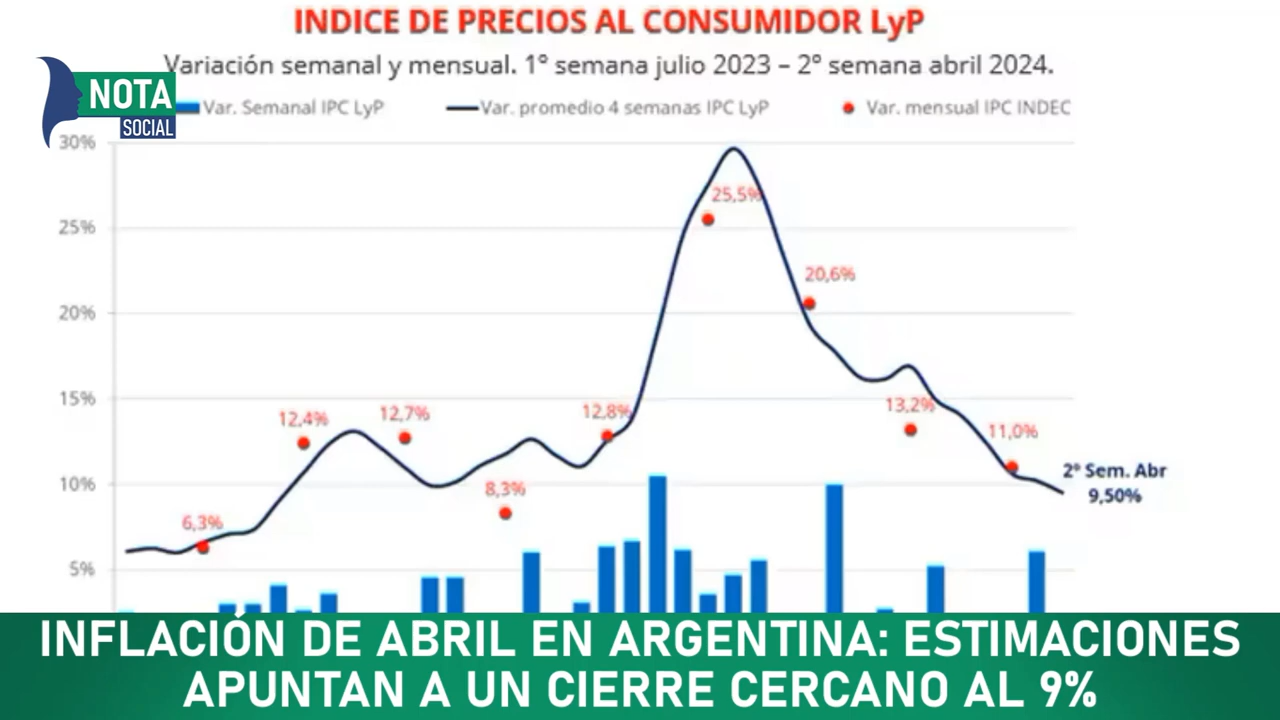 INDICE DE PRECIOS AL CONSUMIDOR LyP
Variación semanal y mensual. 1º semana julio 2023 – 2º semana abril 2024.
NOTA
SOCIAL
Var. Semanal IPC LyP
Var. promedio 4 semanas IPC LyP
Var. mensual IPC INDEC
30%
25%
20%
15%
10%
5%
6,3%
12,4%
12,7%
8,3%
12,8%
25,5%
20,6%
13,2%
11,0%
2º Sem. Abr
9,50%
INFLACIÓN DE ABRIL EN ARGENTINA: ESTIMACIONES
APUNTAN A UN CIERRE CERCANO AL 9%